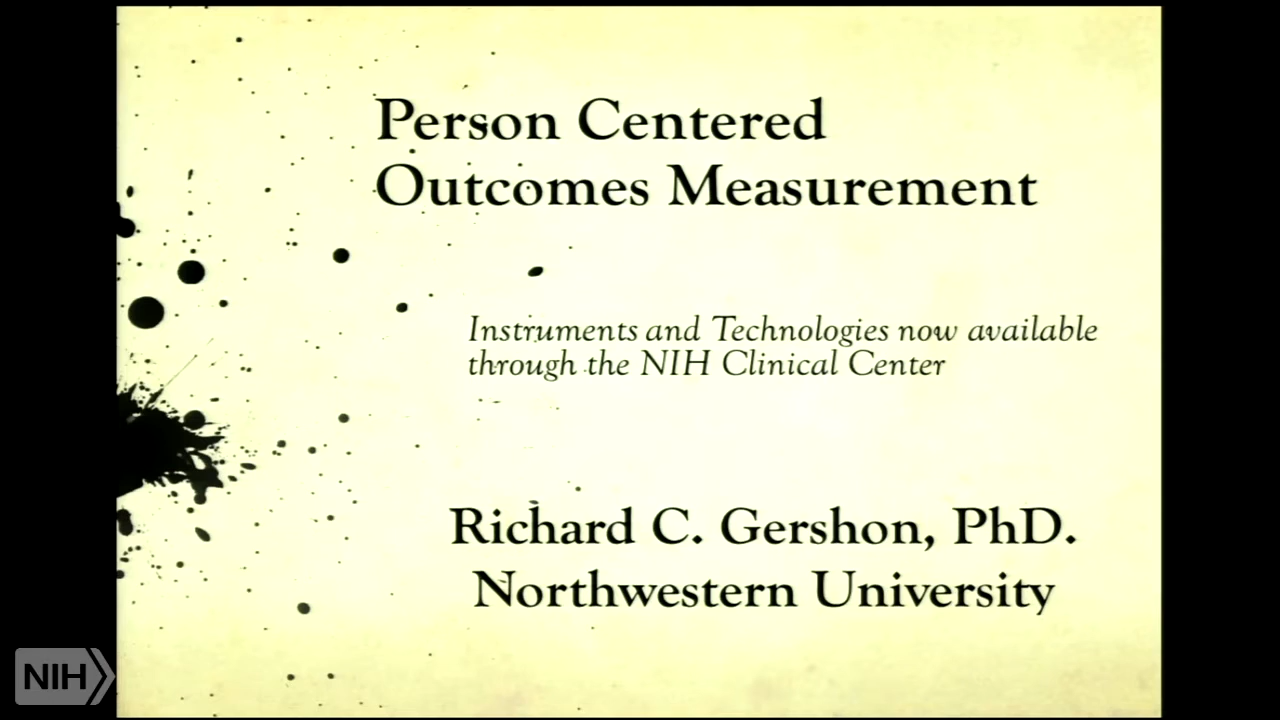 Person Centered
Outcomes Measurement
Instruments and Technologies now available
through the NIH Clinical Center
Richard C. Gershon, PhD.
Northwestern University
NIH